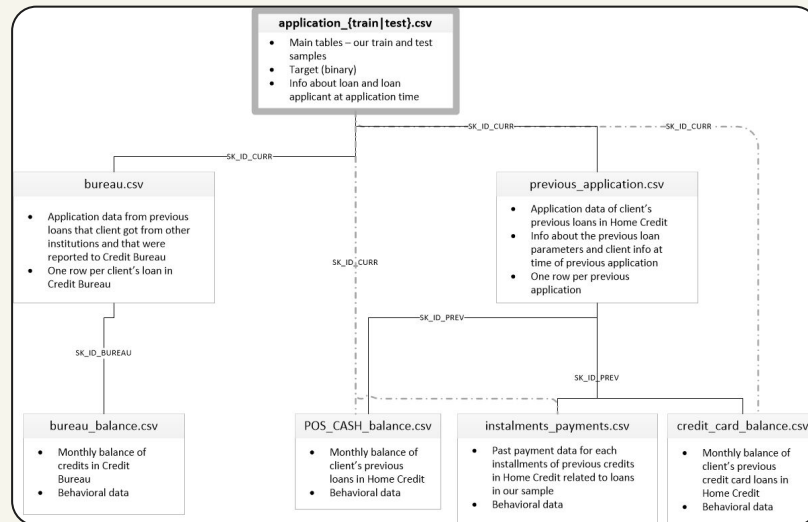 application_{train|test}.csv
• Main tables – our train and test
samples
• Target (binary)
• Info about loan and loan
applicant at application time
SK_ID_CURR
SK_ID_CURR
SK_ID_CURR
bureau.csv
• Application data from previous
loans that client got from other
institutions and that were
reported to Credit Bureau
• One row per client's loan in
Credit Bureau
previous_application.csv
• Application data of client's
previous loans in Home Credit
• Info about the previous loan
parameters and client info at
time of previous application
• One row per previous
application
SK_ID_CURR
SK_ID_PREV
SK_ID_BUREAU
SK_ID_PREV
bureau_balance.csv
• Monthly balance of
credits in Credit
Bureau
• Behavioral data
POS_CASH_balance.csv
• Monthly balance of
client's previous
loans in Home Credit
• Behavioral data
instalments_payments.csv
• Past payment data for each
installments of previous credits
in Home Credit related to loans
in our sample
• Behavioral data
credit_card_balance.csv
• Monthly balance of
client's previous
credit card loans in
Home Credit
• Behavioral data